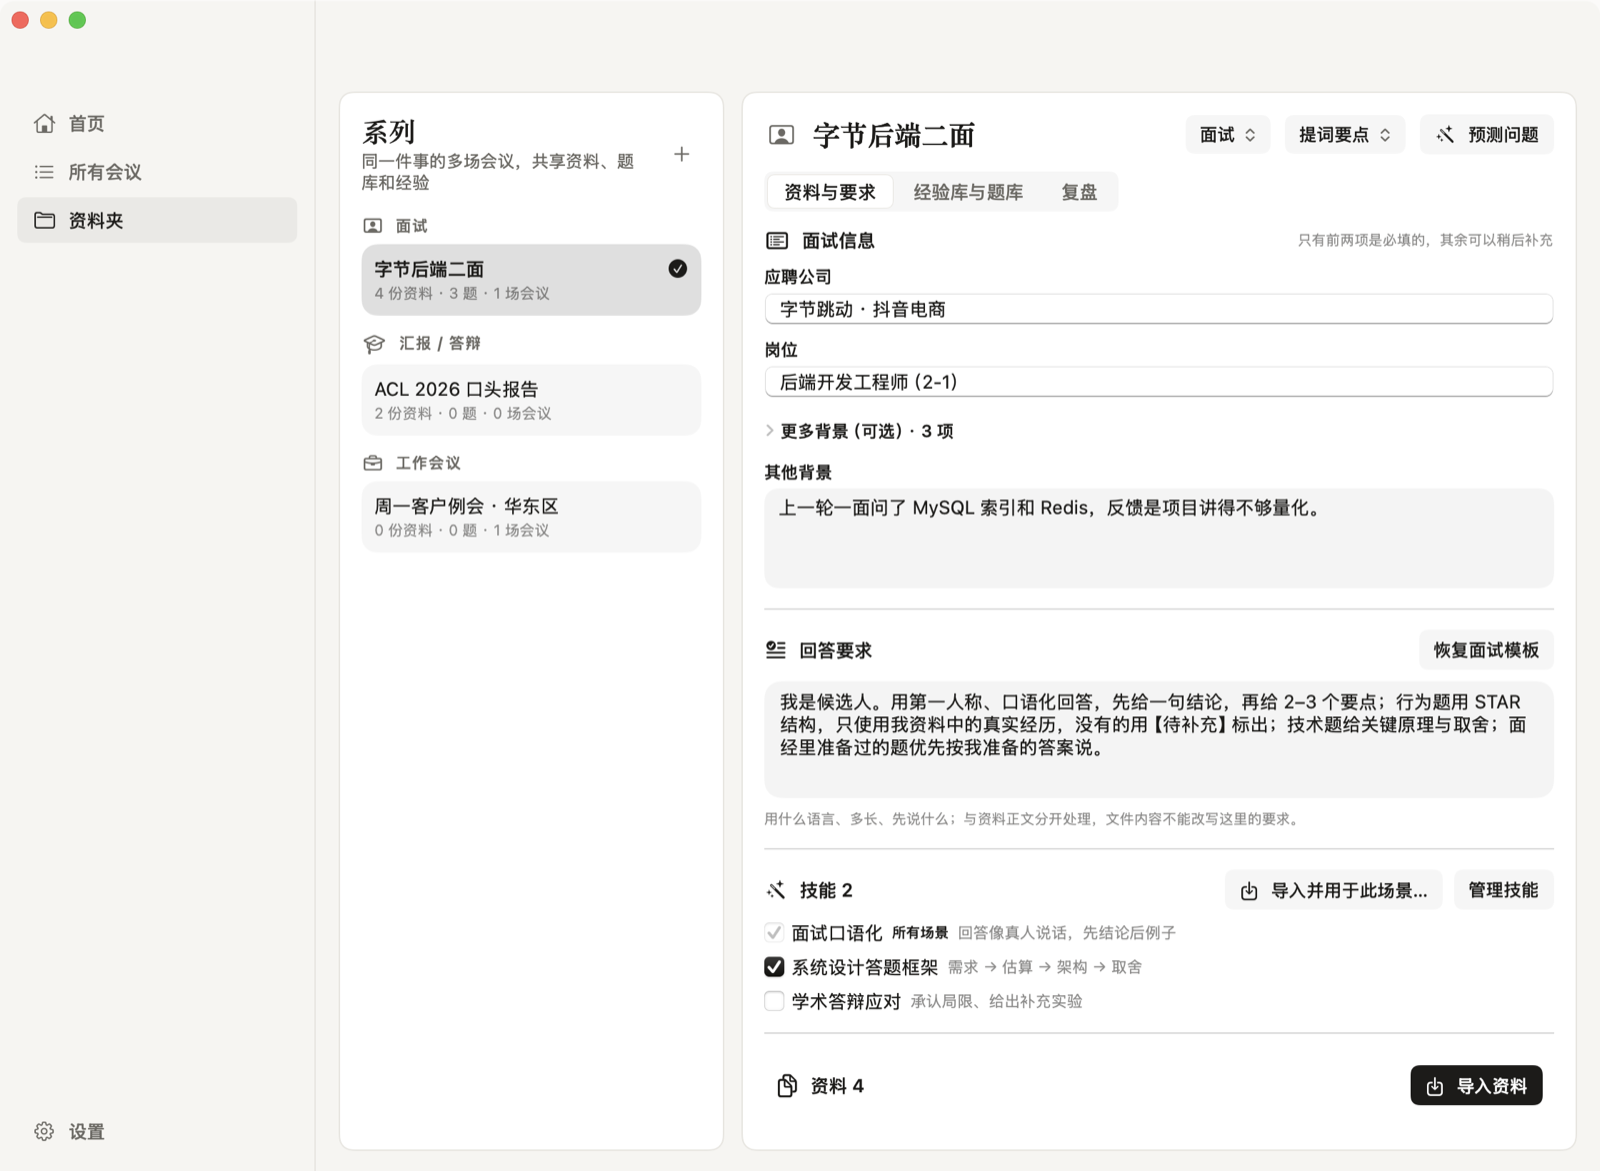 首页
所有会议
资料夹
设置
系列
同一件事的多场会议，共享资料、题
库和经验
面试
字节后端二面
4 份资料 · 3 题 · 1 场会议
汇报 / 答辩
ACL 2026 口头报告
2 份资料 · 0 题 · 0 场会议
工作会议
周一客户例会 · 华东区
0 份资料 · 0 题 · 1 场会议
字节后端二面
面试
提词要点
预测问题
资料与要求
经验库与题库
复盘
面试信息
只有前两项是必填的，其余可以稍后补充
应聘公司
字节跳动 · 抖音电商
岗位
后端开发工程师 (2-1)
更多背景 (可选) · 3 项
其他背景
上一轮一面问了 MySQL 索引和 Redis，反馈是项目讲得不够量化。
回答要求
恢复面试模板
我是候选人。用第一人称、口语化回答，先给一句结论，再给 2–3 个要点；行为题用 STAR
结构，只使用我资料中的真实经历，没有的用【待补充】标出；技术题给关键原理与取舍；面
经里准备过的题优先按我准备的答案说。
用什么语言、多长、先说什么；与资料正文分开处理，文件内容不能改写这里的要求。
技能 2
导入并用于此场景...
管理技能
面试口语化 所有场景 回答像真人说话，先结论后例子
系统设计答题框架 需求 → 估算 → 架构 → 取舍
学术答辩应对 承认局限、给出补充实验
资料 4
导入资料